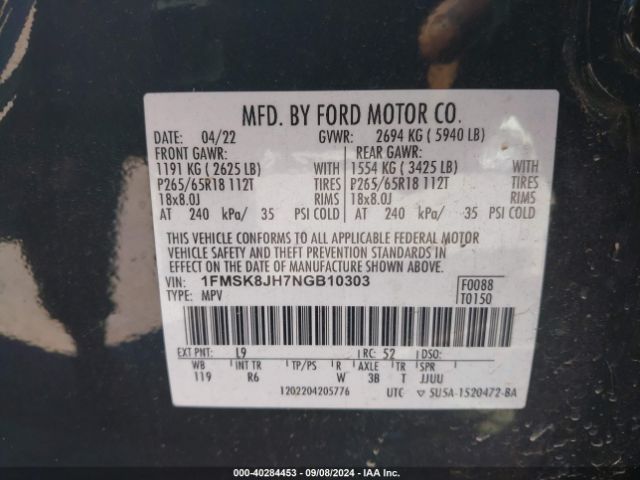 MFD. BY FORD MOTOR CO.
DATE: 04/22 GVWR: 2694 KG ( 5940 LB)
FRONT GAWR: REAR GAWR:
1191 KG ( 2625 LB) WITH 1554 KG ( 3425 LB) WITH
P265/65R18 112T TIRES P265/65R18 112T TIRES
18x8.0J RIMS 18x8.0J RIMS
AT 240 kPa/ 35 PSI COLD AT 240 kPa/ 35 PSI COLD
THIS VEHICLE CONFORMS TO ALL APPLICABLE FEDERAL MOTOR
VEHICLE SAFETY AND THEFT PREVENTION STANDARDS IN
EFFECT ON THE DATE OF MANUFACTURE SHOWN ABOVE.
VIN: 1FMSK8JH7NGB10303 F0088
TYPE: MPV T0150
EXT PNT: L9 RC: 52 DSO:
WB INT TR TP/PS R AXLE TR SPR
119 R6 W 3B T JJUU
1202204205776 UTC 5U5A-1520472-BA
000-40284453 - 09/08/2024 - IAA Inc.